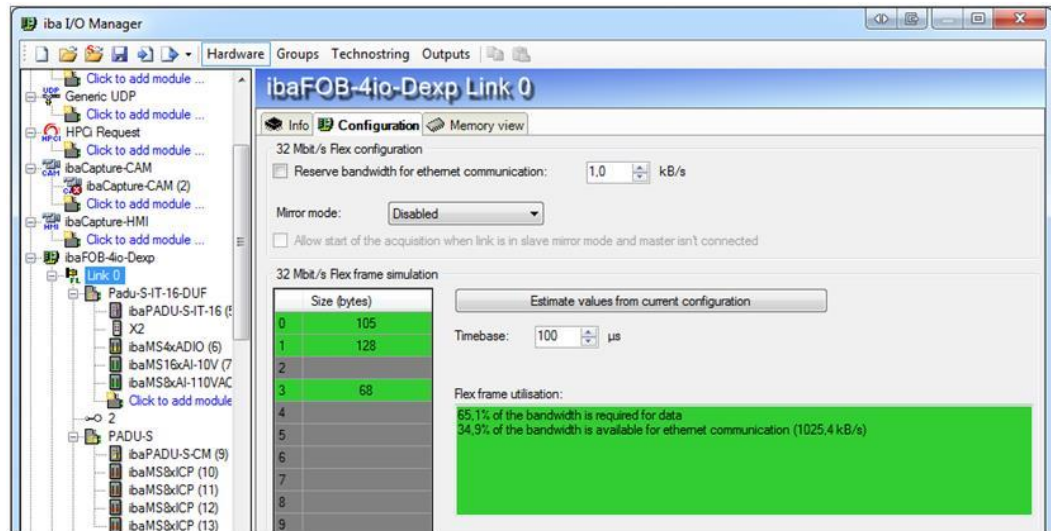 iba I/O Manager
Hardware Groups Technostring Outputs
Click to add module ...
Generic UDP
Click to add module ...
HPCi Request
Click to add module ...
ibaCapture-CAM
ibaCapture-CAM (2)
Click to add module ...
ibaCapture-HMI
Click to add module ...
ibaFOB-4io-Dexp
Link 0
Padu-S-IT-16-DUF
ibaPADU-S-IT-16 (5
X2
ibaMS4xADIO (6)
ibaMS16xAI-10V (7
ibaMS8xAI-110VAC
Click to add module
2
PADU-S
ibaPADU-S-CM (9)
ibaMS8xICP (10)
ibaMS8xICP (11)
ibaMS8xICP (12)
ibaMS8xICP (13)
ibaFOB-4io-Dexp Link 0
Info Configuration Memory view
32 Mbit/s Flex configuration
Reserve bandwidth for ethernet communication: 1,0 kB/s
Mirror mode: Disabled
Allow start of the acquisition when link is in slave mirror mode and master isn't connected
32 Mbit/s Flex frame simulation
Size (bytes)
0 105
1 128
2
3 68
4
5
6
7
8
9
Estimate values from current configuration
Timebase: 100 µs
Flex frame utilisation:
65,1% of the bandwidth is required for data
34,9% of the bandwidth is available for ethernet communication (1025,4 kB/s)